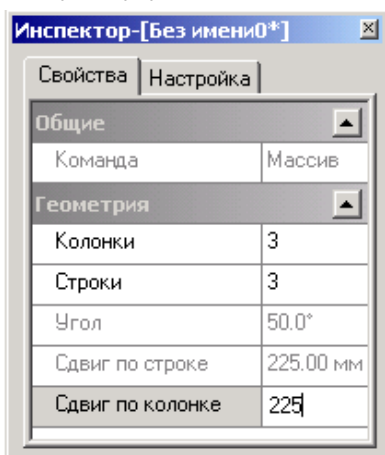 Инспектор-[Без имени0*]
Свойства Настройка
Общие
Команда Массив
Геометрия
Колонки 3
Строки 3
Угол 50.0°
Сдвиг по строке 225.00 мм
Сдвиг по колонке 225